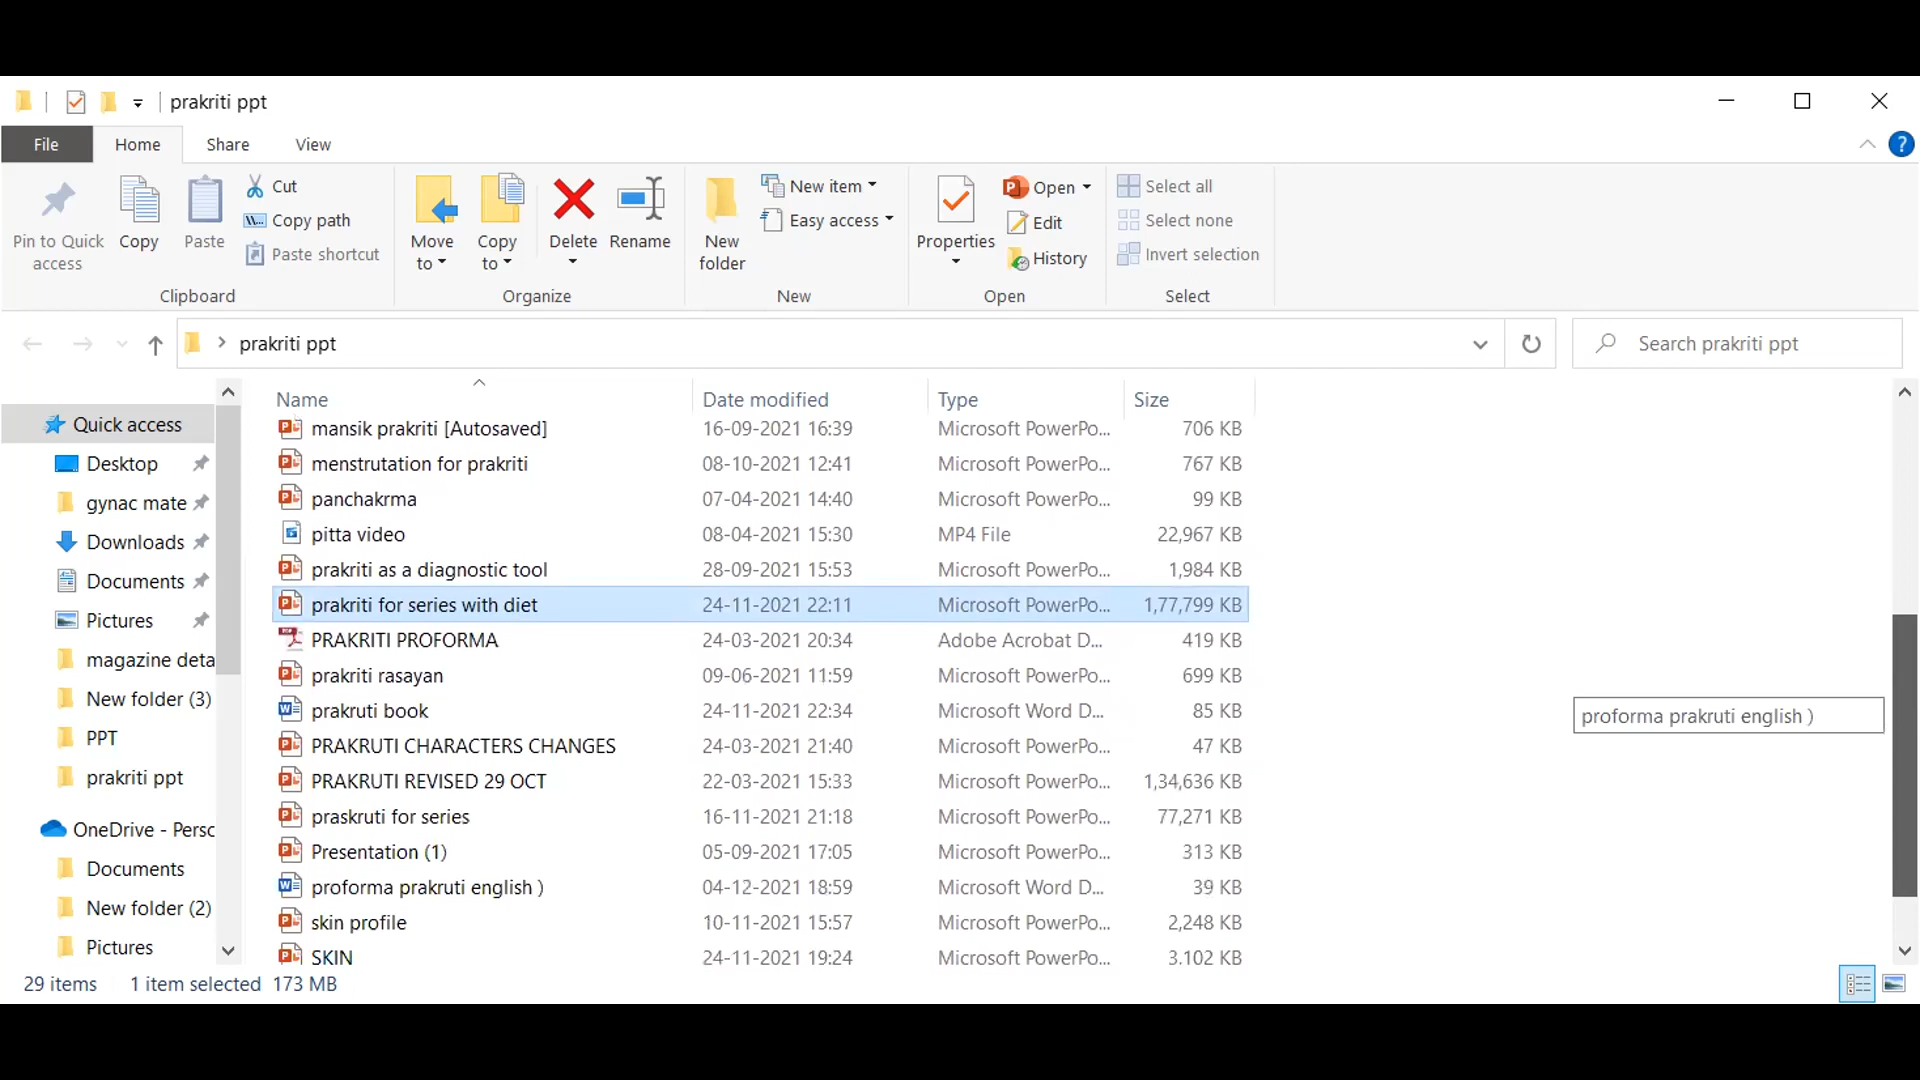 prakriti ppt
File Home Share View
Pin to Quick access
Copy
Paste
Cut
Copy path
Paste shortcut
Clipboard
Move to
Copy to
Delete
Rename
Organize
New folder
New item
Easy access
New
Properties
Open
Edit
History
Open
Select all
Select none
Invert selection
Select
prakriti ppt
Search prakriti ppt
Quick access
Desktop
gynac mate
Downloads
Documents
Pictures
magazine deta
New folder (3)
PPT
prakriti ppt
OneDrive - Persc
Documents
New folder (2)
Pictures
Name Date modified Type Size
mansik prakriti [Autosaved] 16-09-2021 16:39 Microsoft PowerPo... 706 KB
menstrutation for prakriti 08-10-2021 12:41 Microsoft PowerPo... 767 KB
panchakrma 07-04-2021 14:40 Microsoft PowerPo... 99 KB
pitta video 08-04-2021 15:30 MP4 File 22,967 KB
prakriti as a diagnostic tool 28-09-2021 15:53 Microsoft PowerPo... 1,984 KB
prakriti for series with diet 24-11-2021 22:11 Microsoft PowerPo... 1,77,799 KB
PRAKRITI PROFORMA 24-03-2021 20:34 Adobe Acrobat D... 419 KB
prakriti rasayan 09-06-2021 11:59 Microsoft PowerPo... 699 KB
prakruti book 24-11-2021 22:34 Microsoft Word D... 85 KB
PRAKRUTI CHARACTERS CHANGES 24-03-2021 21:40 Microsoft PowerPo... 47 KB
PRAKRUTI REVISED 29 OCT 22-03-2021 15:33 Microsoft PowerPo... 1,34,636 KB
praskruti for series 16-11-2021 21:18 Microsoft PowerPo... 77,271 KB
Presentation (1) 05-09-2021 17:05 Microsoft PowerPo... 313 KB
proforma prakruti english ) 04-12-2021 18:59 Microsoft Word D... 39 KB
skin profile 10-11-2021 15:57 Microsoft PowerPo... 2,248 KB
SKIN 24-11-2021 19:24 Microsoft PowerPo... 3.102 KB
proforma prakruti english )
29 items 1 item selected 173 MB